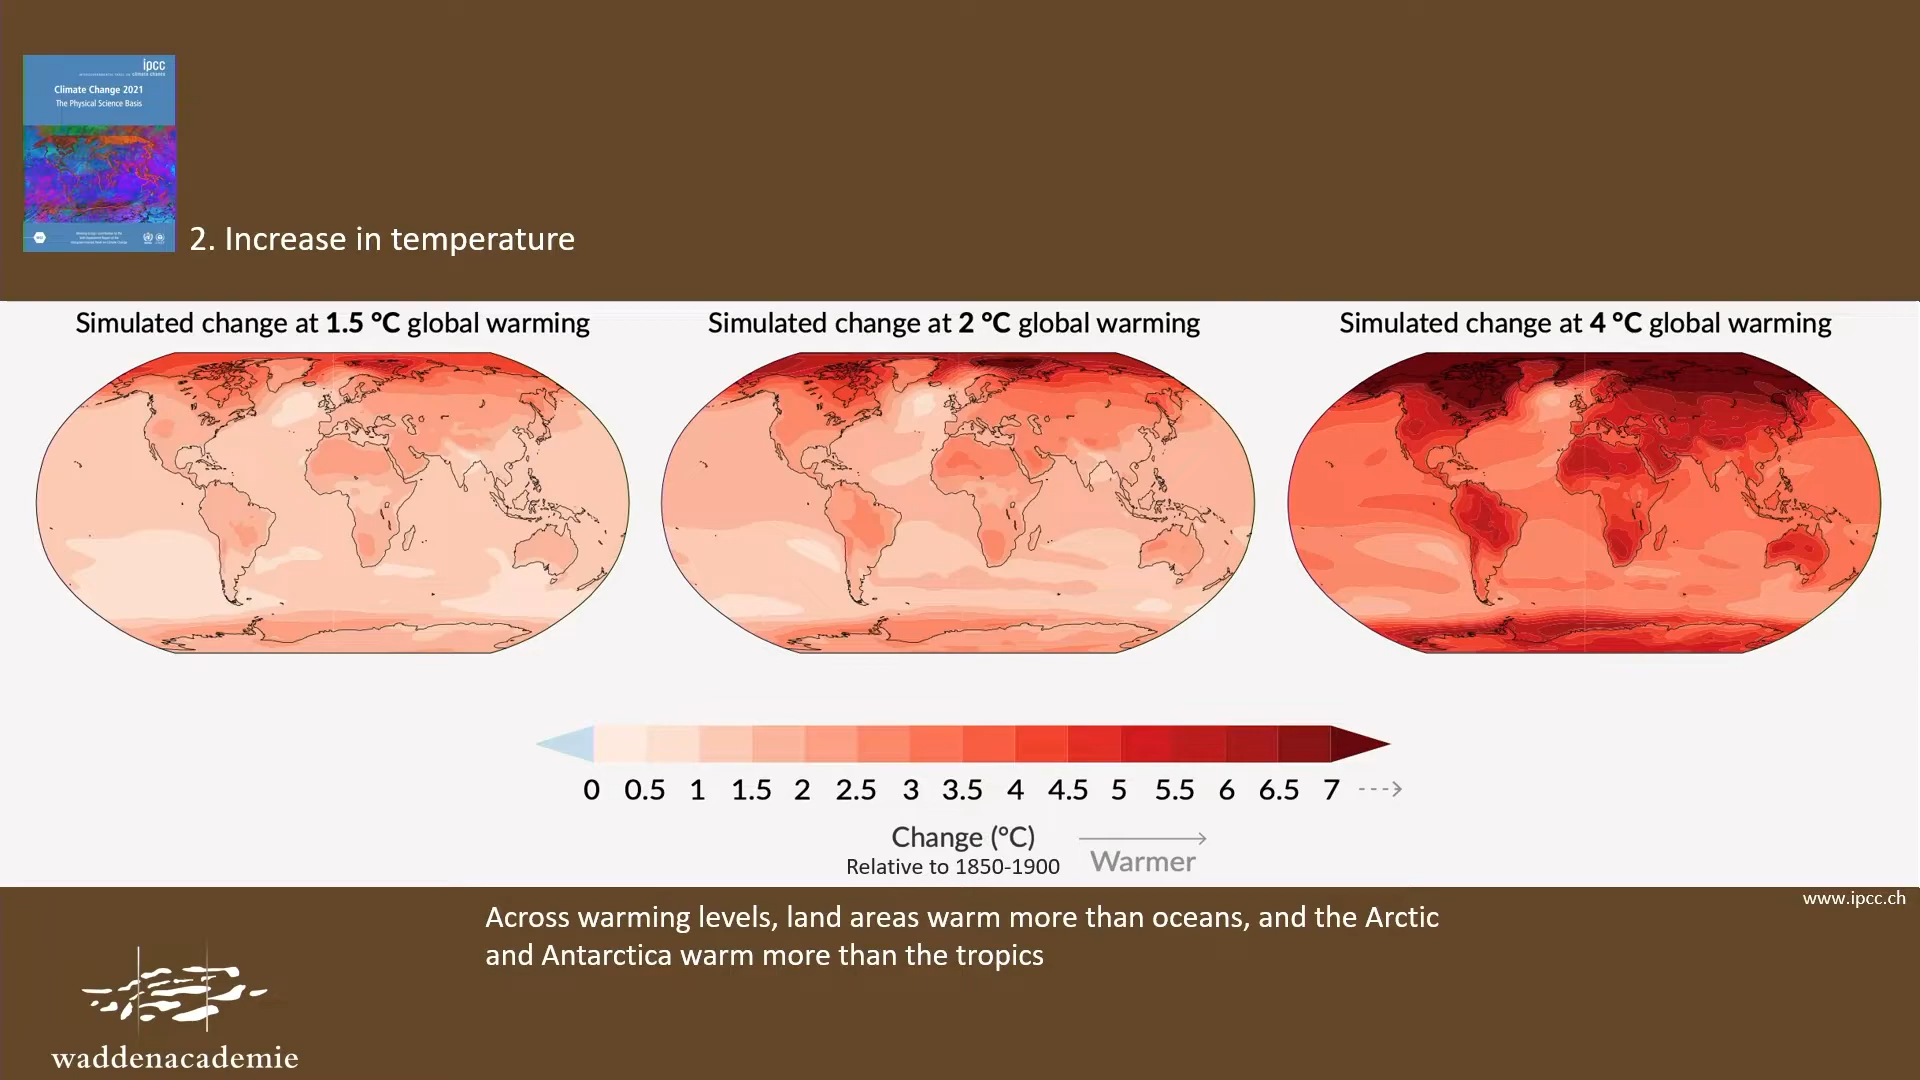 ipcc
Climate Change 2021
The Physical Science Basis
2. Increase in temperature
Simulated change at 1.5 °C global warming
Simulated change at 2 °C global warming
Simulated change at 4 °C global warming
0 0.5 1 1.5 2 2.5 3 3.5 4 4.5 5 5.5 6 6.5 7
Change (°C)
Relative to 1850-1900
Warmer
www.ipcc.ch
Across warming levels, land areas warm more than oceans, and the Arctic
and Antarctica warm more than the tropics
waddenacademie